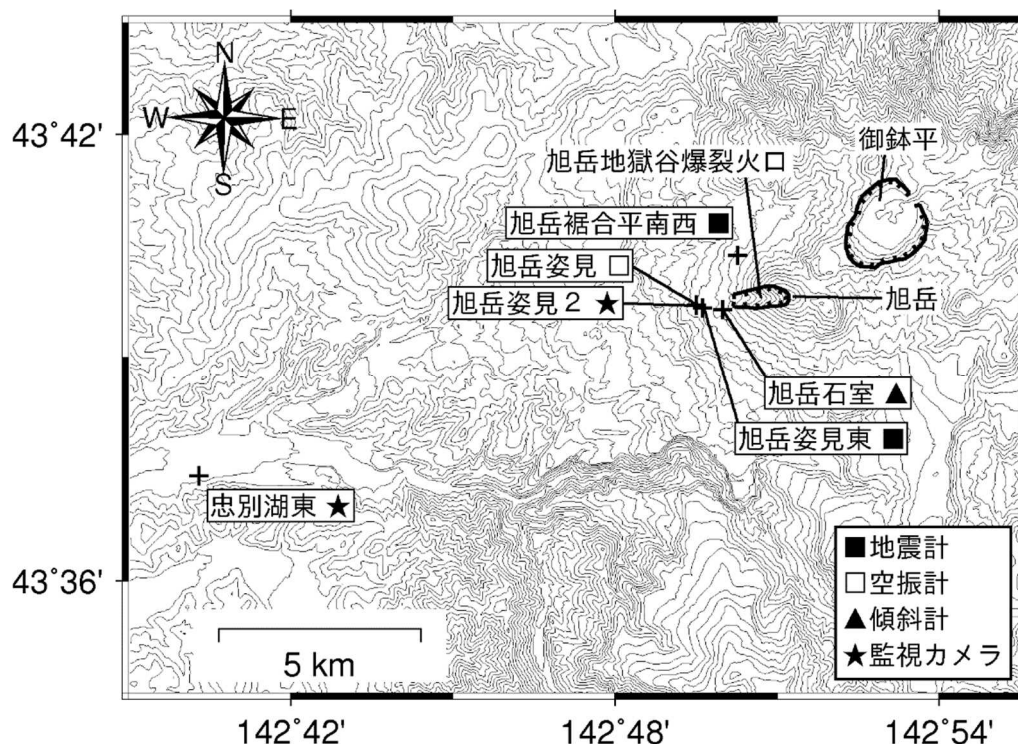 N
W E
S
43°42'
御鉢平
旭岳地獄谷爆裂火口
旭岳裾合平南西 ■
旭岳姿見 □
旭岳姿見２ ★
旭岳
旭岳石室 ▲
旭岳姿見東 ■
忠別湖東 ★
43°36'
■地震計
□空振計
▲傾斜計
★監視カメラ
5 km
142°42'
142°48'
142°54'